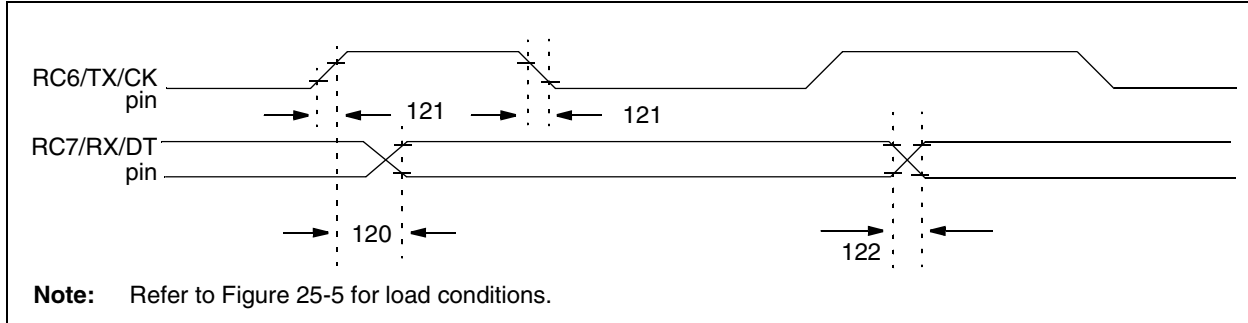 RC6/TX/CK
pin
121
121
RC7/RX/DT
pin
120
122
Note: Refer to Figure 25-5 for load conditions.